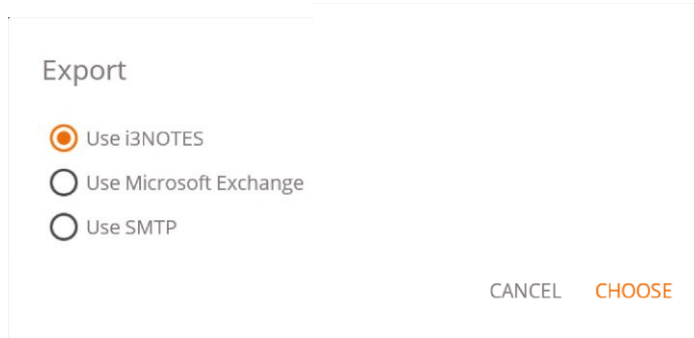 Export
Use i3NOTES
Use Microsoft Exchange
Use SMTP
CANCEL CHOOSE